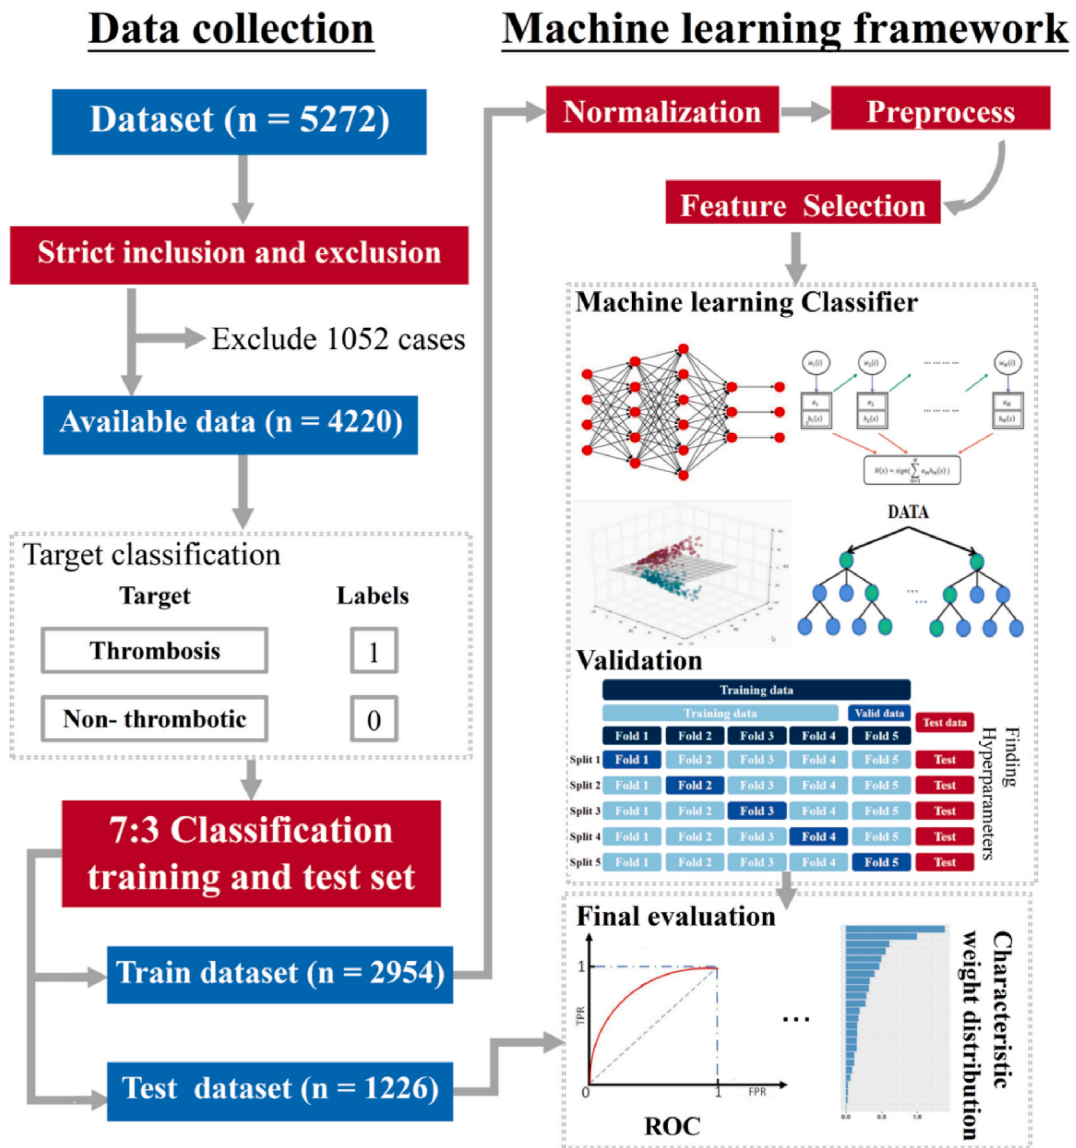 Data collection
Dataset (n = 5272)
Strict inclusion and exclusion
Exclude 1052 cases
Available data (n = 4220)
Target classification
Target Labels
Thrombosis 1
Non- thrombotic 0
7:3 Classification
training and test set
Train dataset (n = 2954)
Test dataset (n = 1226)
Machine learning framework
Normalization Preprocess
Feature Selection
Machine learning Classifier
DATA
Validation
Training data
Training data Valid data Test data
Fold 1 Fold 2 Fold 3 Fold 4 Fold 5
Split 1 Fold 1 Fold 2 Fold 3 Fold 4 Fold 5 Test
Split 2 Fold 1 Fold 2 Fold 3 Fold 4 Fold 5 Test
Split 3 Fold 1 Fold 2 Fold 3 Fold 4 Fold 5 Test
Split 4 Fold 1 Fold 2 Fold 3 Fold 4 Fold 5 Test
Split 5 Fold 1 Fold 2 Fold 3 Fold 4 Fold 5 Test
Finding
Hyperparameters
Final evaluation
1
TPR
0 1 FPR
ROC
...
0.0 0.5 1.0
Characteristic
weight distribution